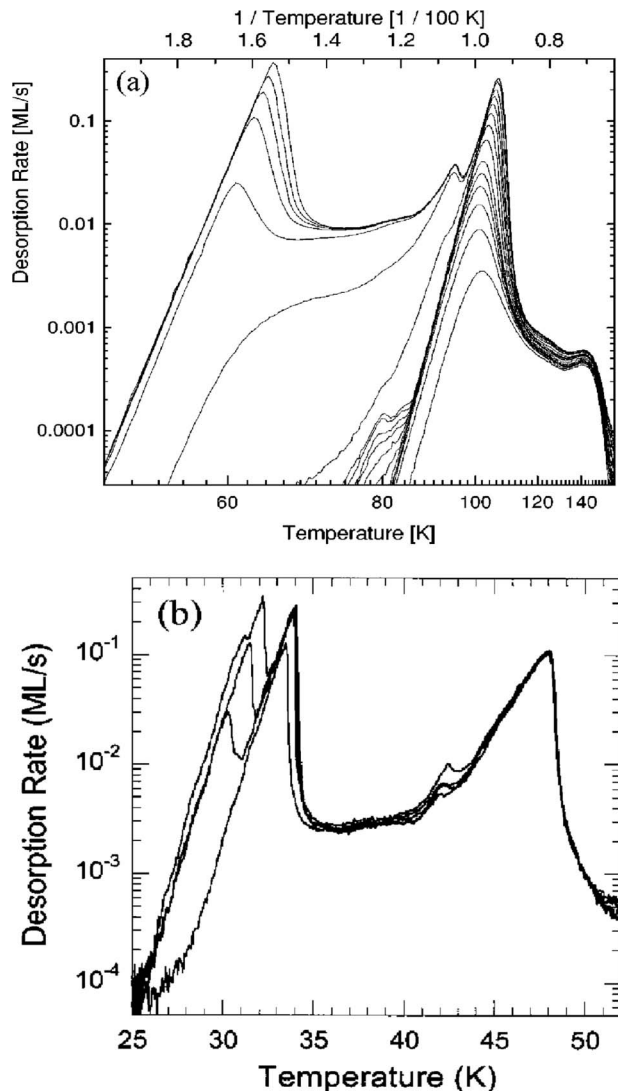 1 / Temperature [1 / 100 K]
1.8 1.6 1.4 1.2 1.0 0.8
(a)
Desorption Rate [ML/s]
0.1
0.01
0.001
0.0001
60 80 100 120 140
Temperature [K]
(b)
Desorption Rate (ML/s)
10-1
10-2
10-3
10-4
25 30 35 40 45 50
Temperature (K)